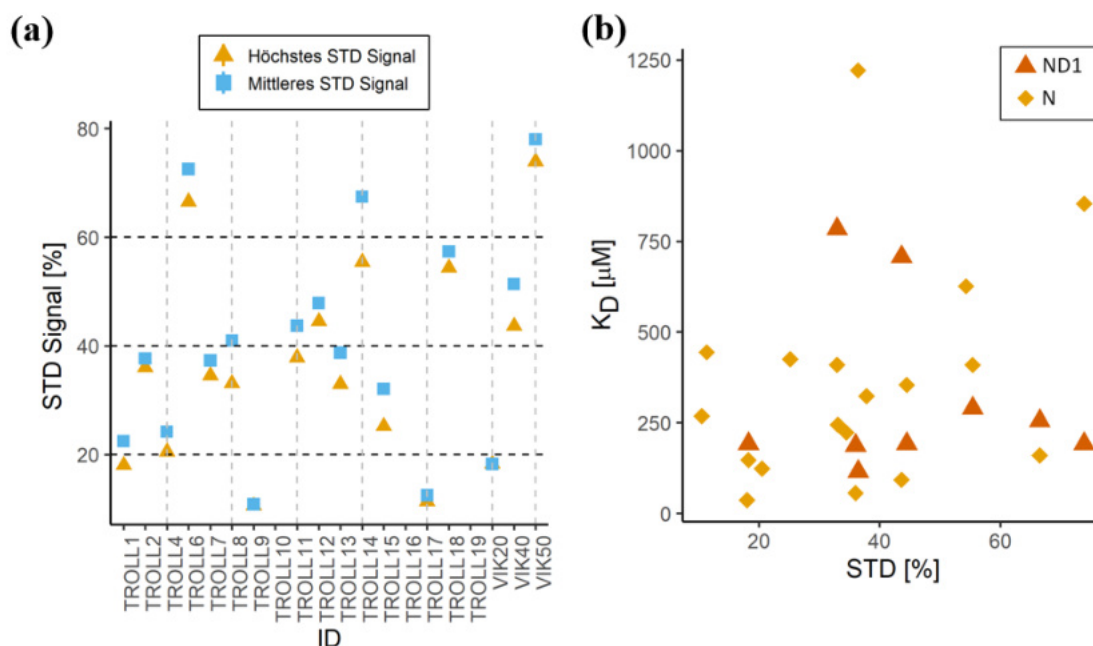 (a)
Höchstes STD Signal
Mittleres STD Signal
STD Signal [%]
80
60
40
20
TROLL1
TROLL2
TROLL4
TROLL6
TROLL7
TROLL8
TROLL9
TROLL10
TROLL11
TROLL12
TROLL13
TROLL14
TROLL15
TROLL16
TROLL17
TROLL18
TROLL19
VIK20
VIK40
VIK50
ID
(b)
ND1
N
KD [µM]
1250
1000
750
500
250
0
20
40
60
STD [%]